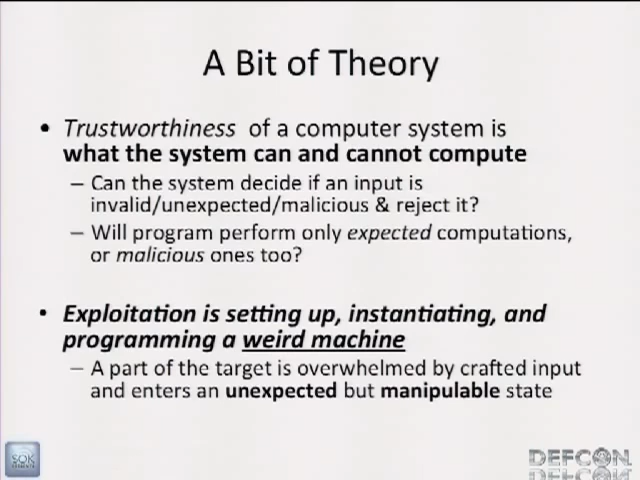 A Bit of Theory
• Trustworthiness of a computer system is
what the system can and cannot compute
– Can the system decide if an input is
invalid/unexpected/malicious & reject it?
– Will program perform only expected computations,
or malicious ones too?
• Exploitation is setting up, instantiating, and
programming a weird machine
– A part of the target is overwhelmed by crafted input
and enters an unexpected but manipulable state
SOK
DEFCON